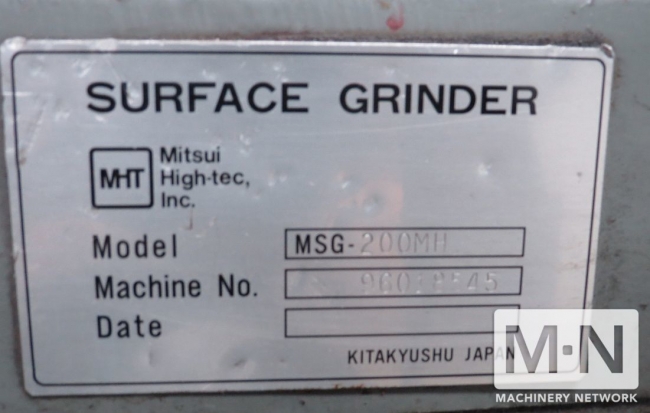 SURFACE GRINDER
MHT
Mitsui
High-tec,
Inc.
Model MSG-200MH
Machine No.
Date
KITAKYUSHU JAPAN
M·N
MACHINERY NETWORK